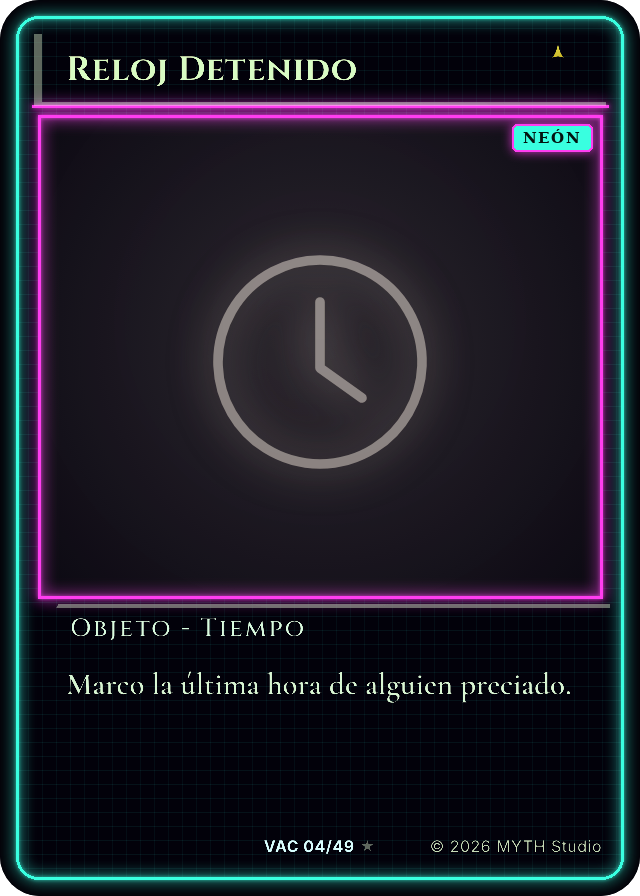 Reloj Detenido
NEÓN
Objeto - Tiempo
Marco la última hora de alguien preciado.
VAC 04/49 ★
© 2026 MYTH Studio